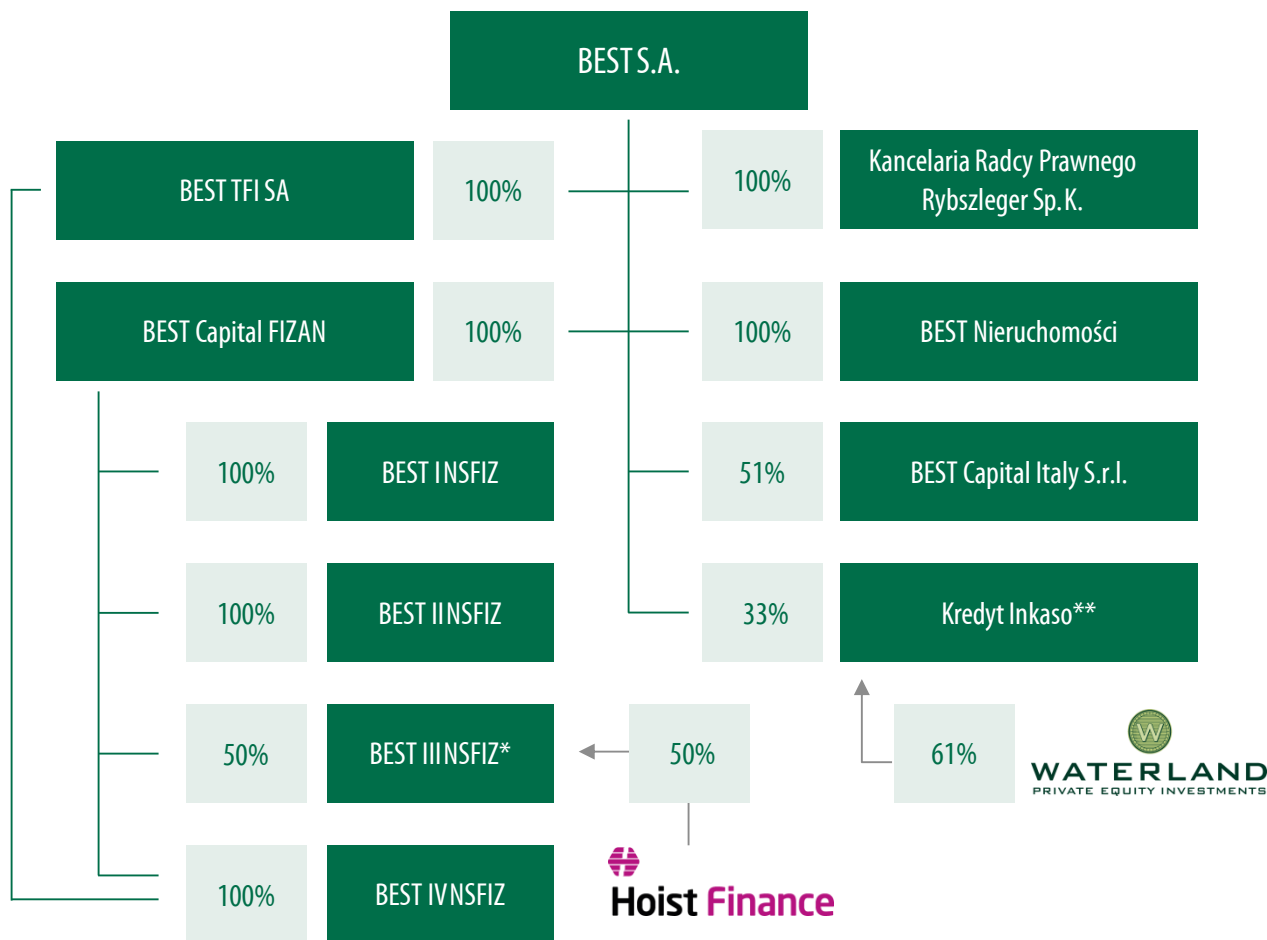 BEST S.A.
BEST TFI SA
100%
100%
Kancelaria Radcy Prawnego
Rybszleger Sp. K.
BEST Capital FIZAN
100%
100%
BEST Nieruchomości
100%
BEST I NSFIZ
51%
BEST Capital Italy S.r.l.
100%
BEST II NSFIZ
33%
Kredyt Inkaso**
50%
BEST III NSFIZ*
50%
61%
W
WATERLAND
PRIVATE EQUITY INVESTMENTS
100%
BEST IV NSFIZ
Hoist Finance